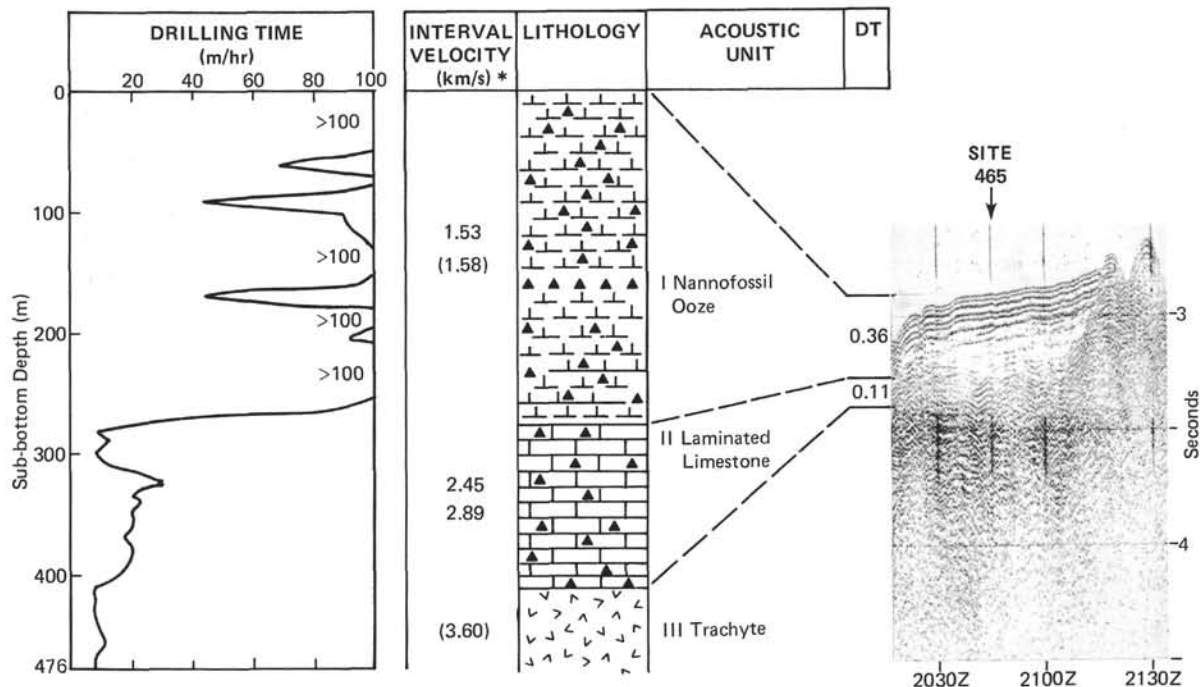 DRILLING TIME
(m/hr)
20 40 60 80 100
INTERVAL
VELOCITY
(km/s) *
LITHOLOGY
ACOUSTIC
UNIT
DT
Sub-bottom Depth (m)
0
100
200
300
400
476
>100
>100
>100
>100
1.53
(1.58)
2.45
2.89
(3.60)
I Nannofossil
Ooze
II Laminated
Limestone
III Trachyte
0.36
0.11
SITE
465
3
4
Seconds
2030Z 2100Z 2130Z